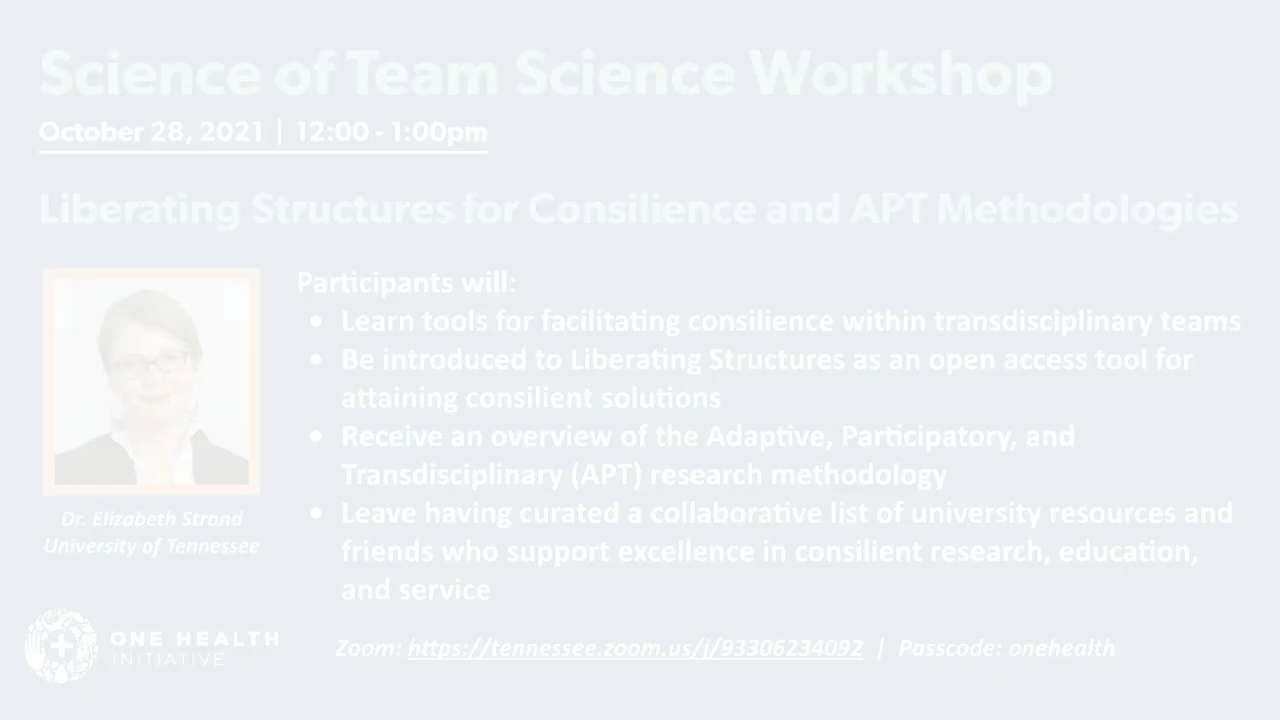 Science of Team Science Workshop
October 28, 2021 | 12:00 - 1:00pm
Liberating Structures for Consilience and APT Methodologies
Participants will:
• Learn tools for facilitating consilience within transdisciplinary teams
• Be introduced to Liberating Structures as an open access tool for
attaining consilient solutions
• Receive an overview of the Adaptive, Participatory, and
Transdisciplinary (APT) research methodology
• Leave having curated a collaborative list of university resources and
friends who support excellence in consilient research, education,
and service
Dr. Elizabeth Strand
University of Tennessee
ONE HEALTH
INITIATIVE
Zoom: https://tennessee.zoom.us/j/93306234092 | Passcode: onehealth